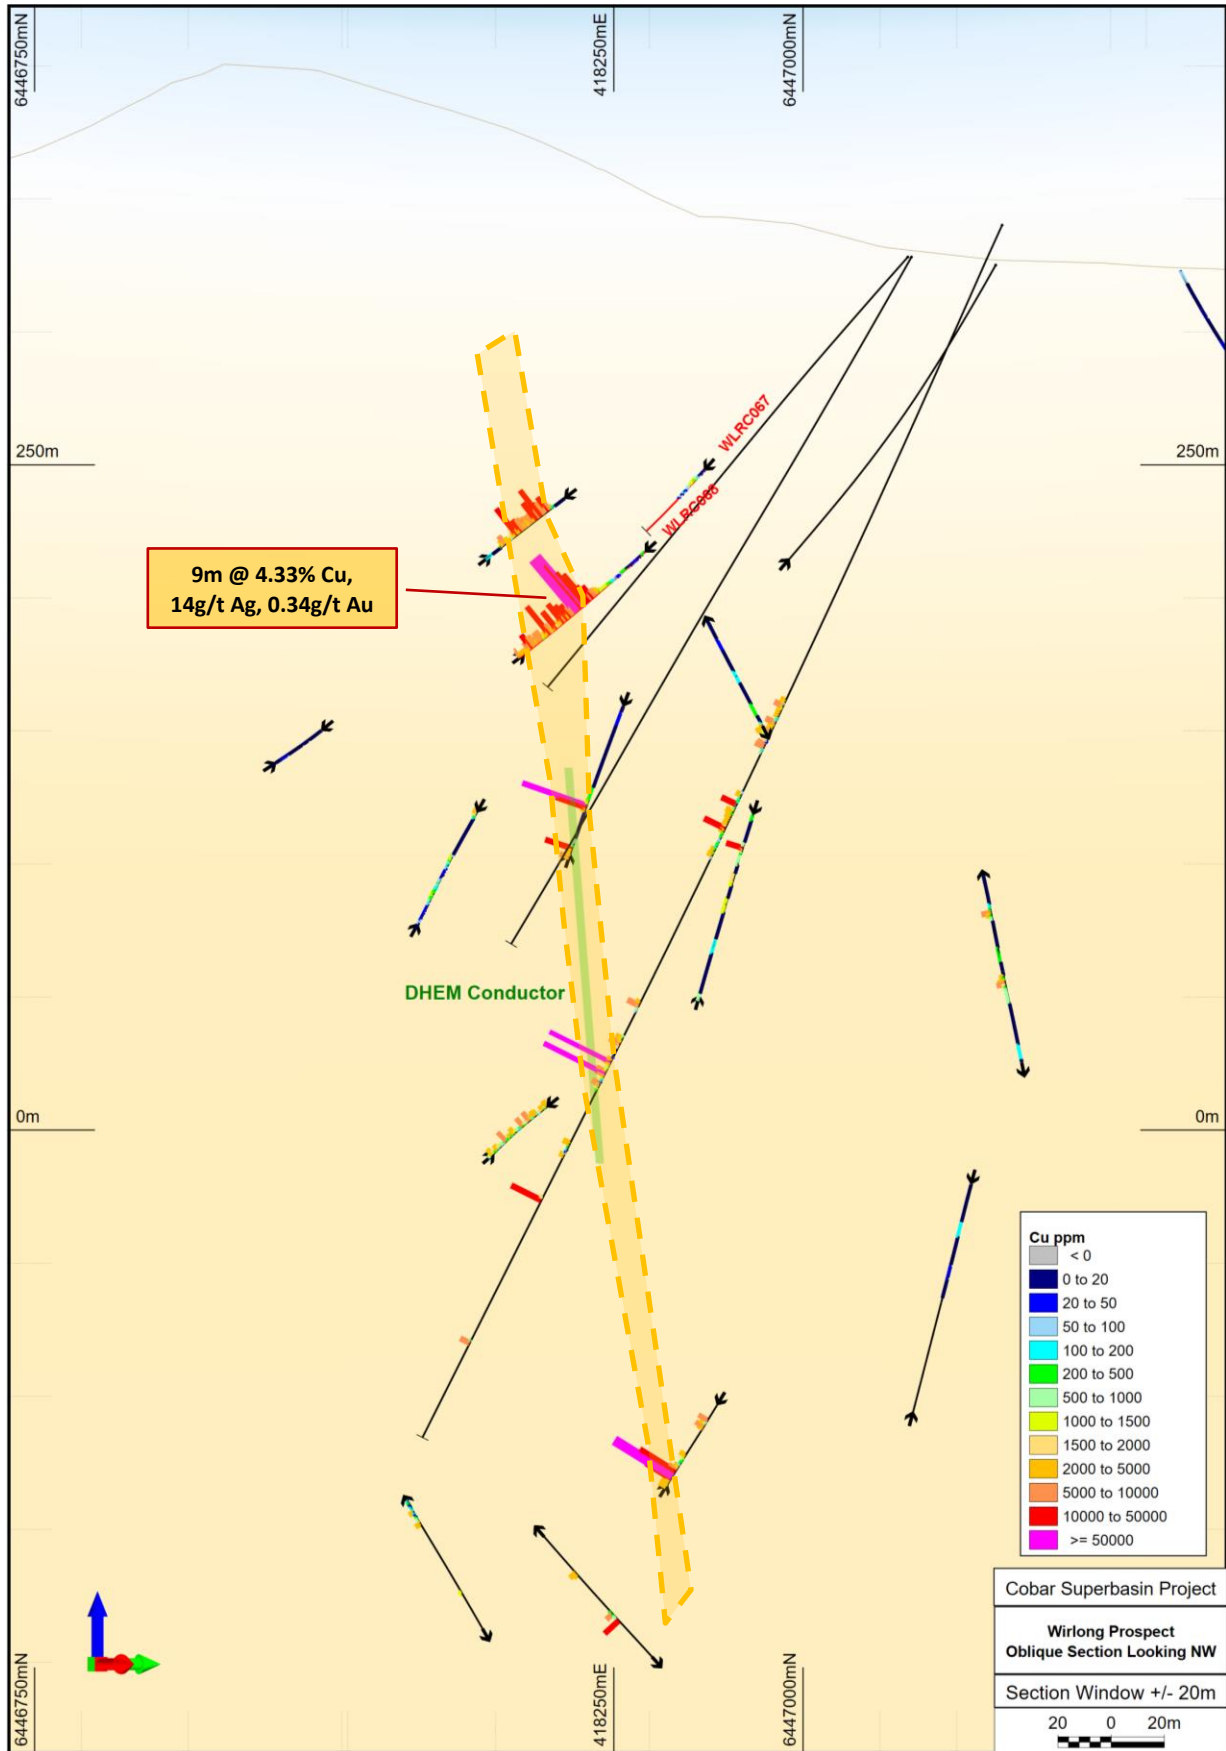 6446750mN
418250mE
6447000mN
WLRC067
250m
250m
WLRC068
9m @ 4.33% Cu,
14g/t Ag, 0.34g/t Au
DHEM Conductor
0m
0m
Cu ppm
< 0
0 to 20
20 to 50
50 to 100
100 to 200
200 to 500
500 to 1000
1000 to 1500
1500 to 2000
2000 to 5000
5000 to 10000
10000 to 50000
>= 50000
Cobar Superbasin Project
Wirlong Prospect
Oblique Section Looking NW
Section Window +/- 20m
20 0 20m
6446750mN
418250mE
6447000mN